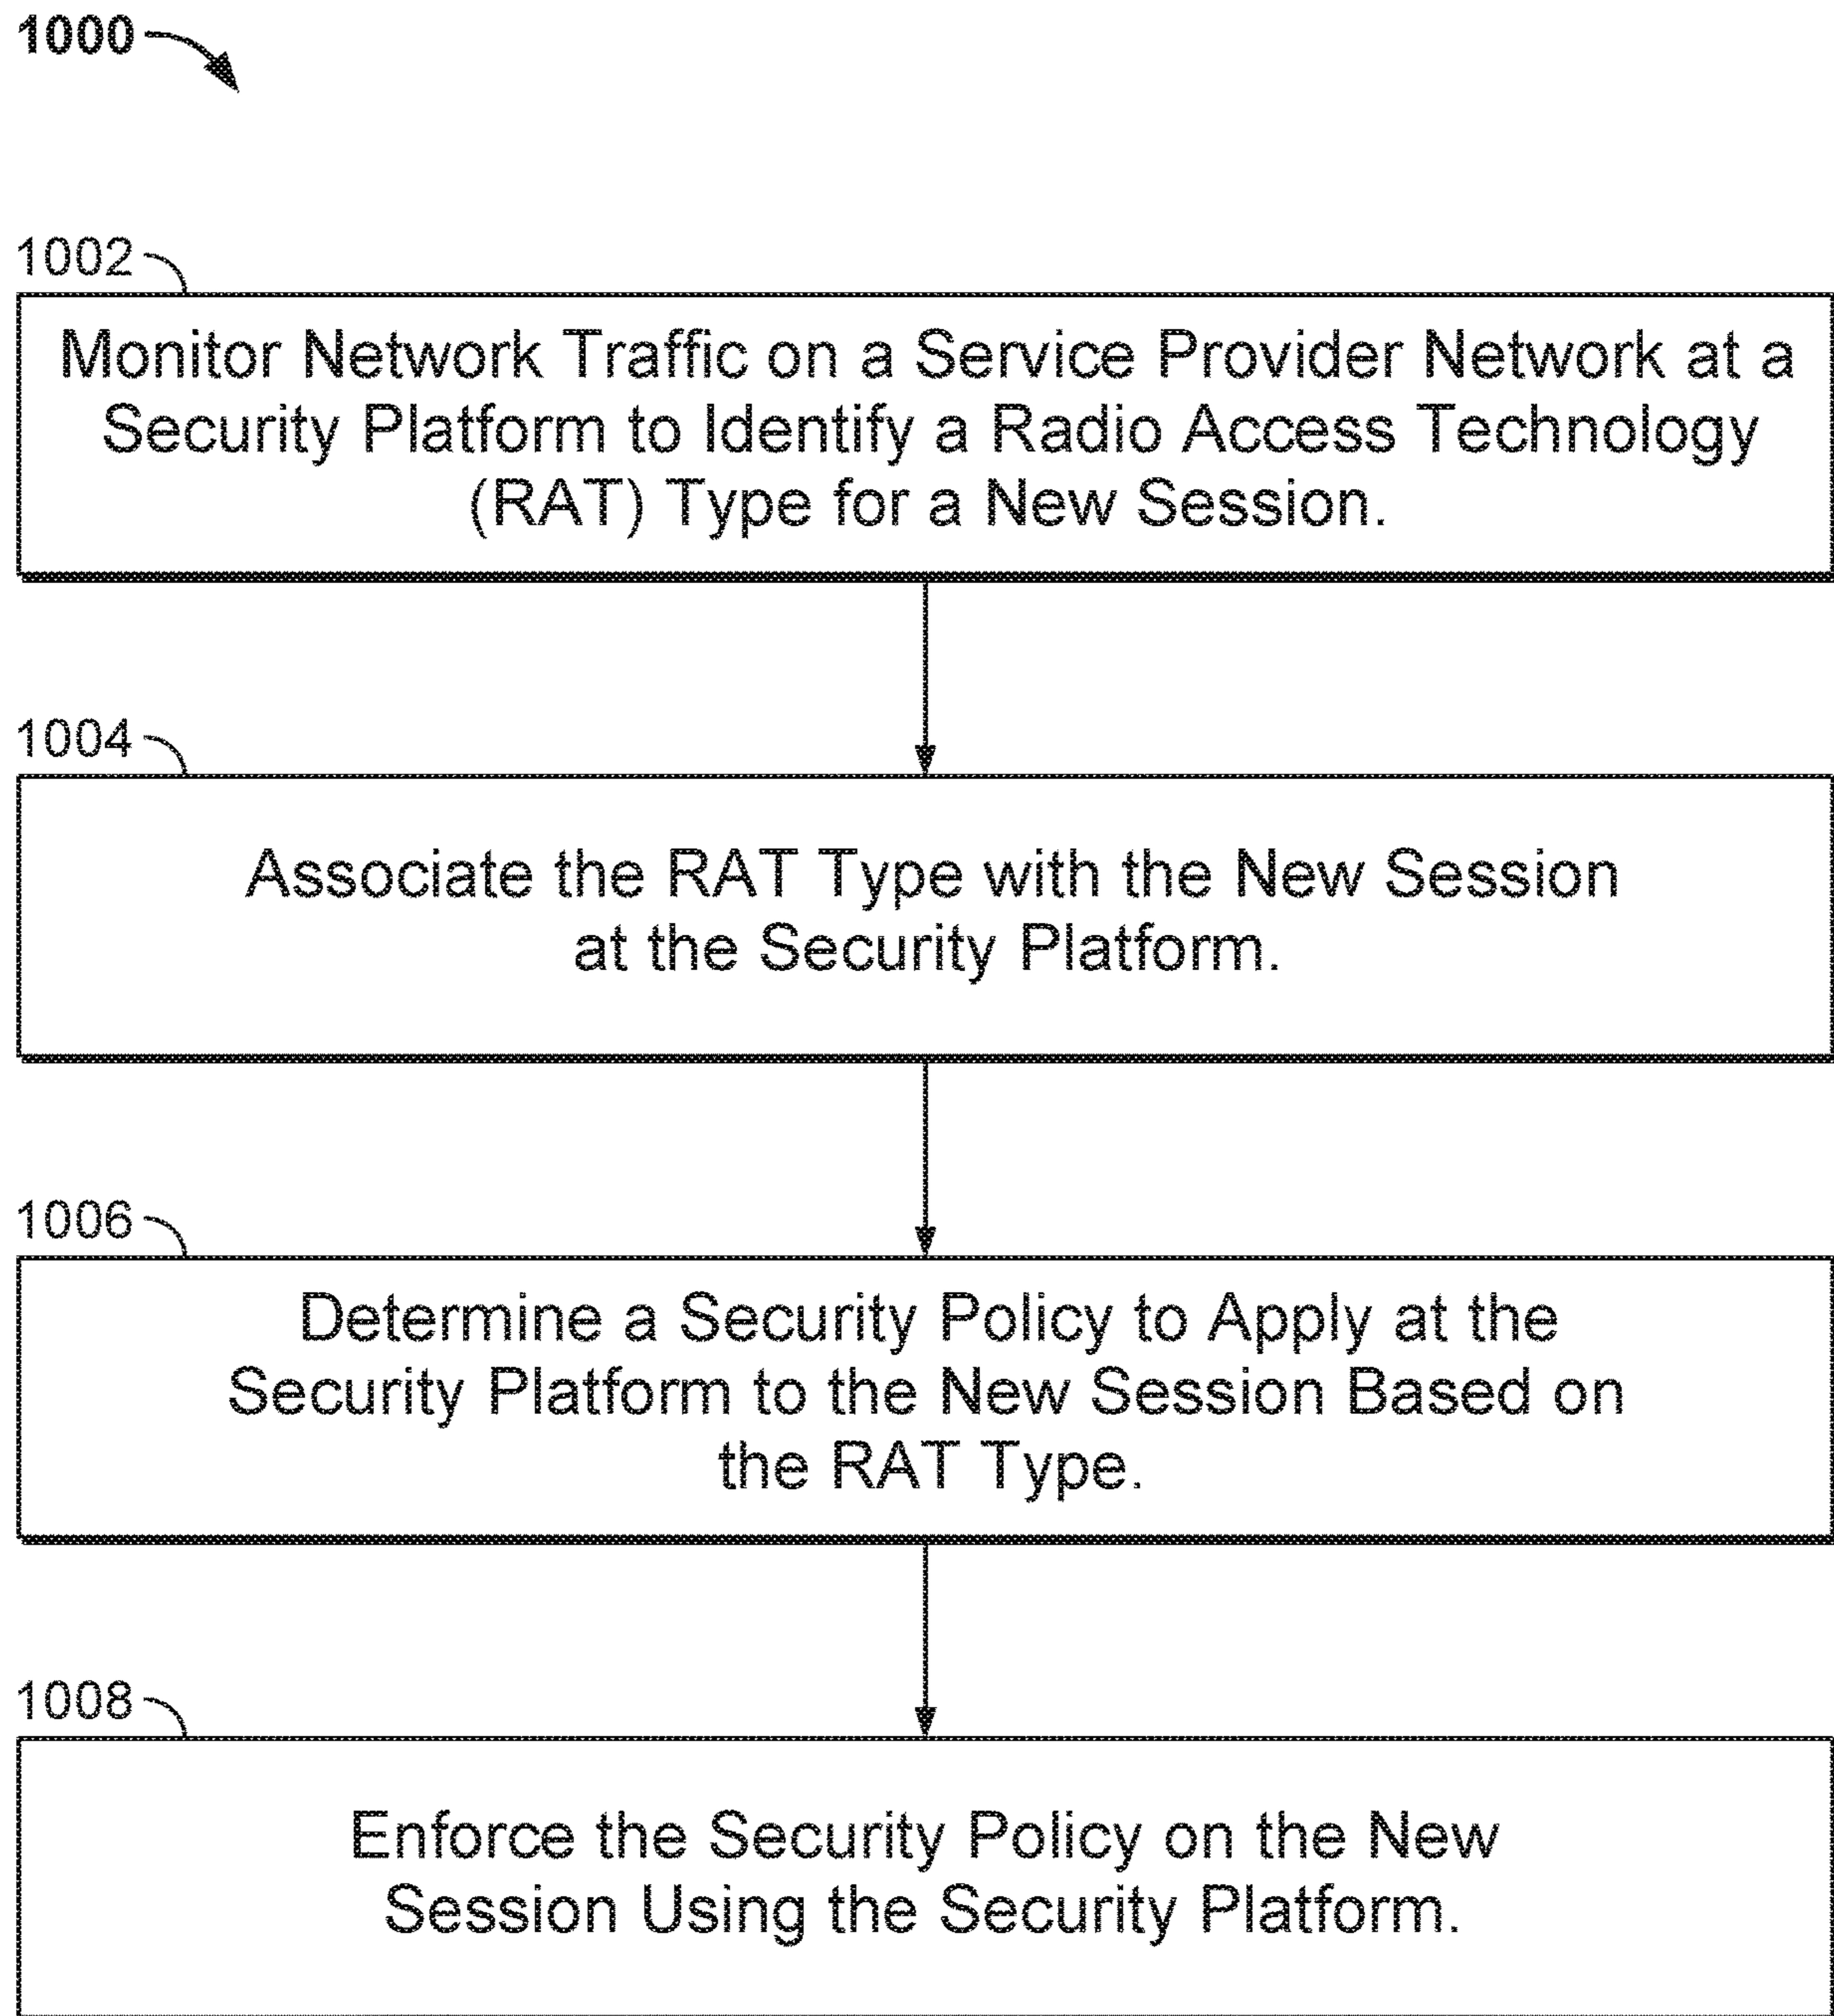 1000
1002
Monitor Network Traffic on a Service Provider Network at a
Security Platform to Identify a Radio Access Technology
(RAT) Type for a New Session.
1004
Associate the RAT Type with the New Session
at the Security Platform.
1006
Determine a Security Policy to Apply at the
Security Platform to the New Session Based on
the RAT Type.
1008
Enforce the Security Policy on the New
Session Using the Security Platform.